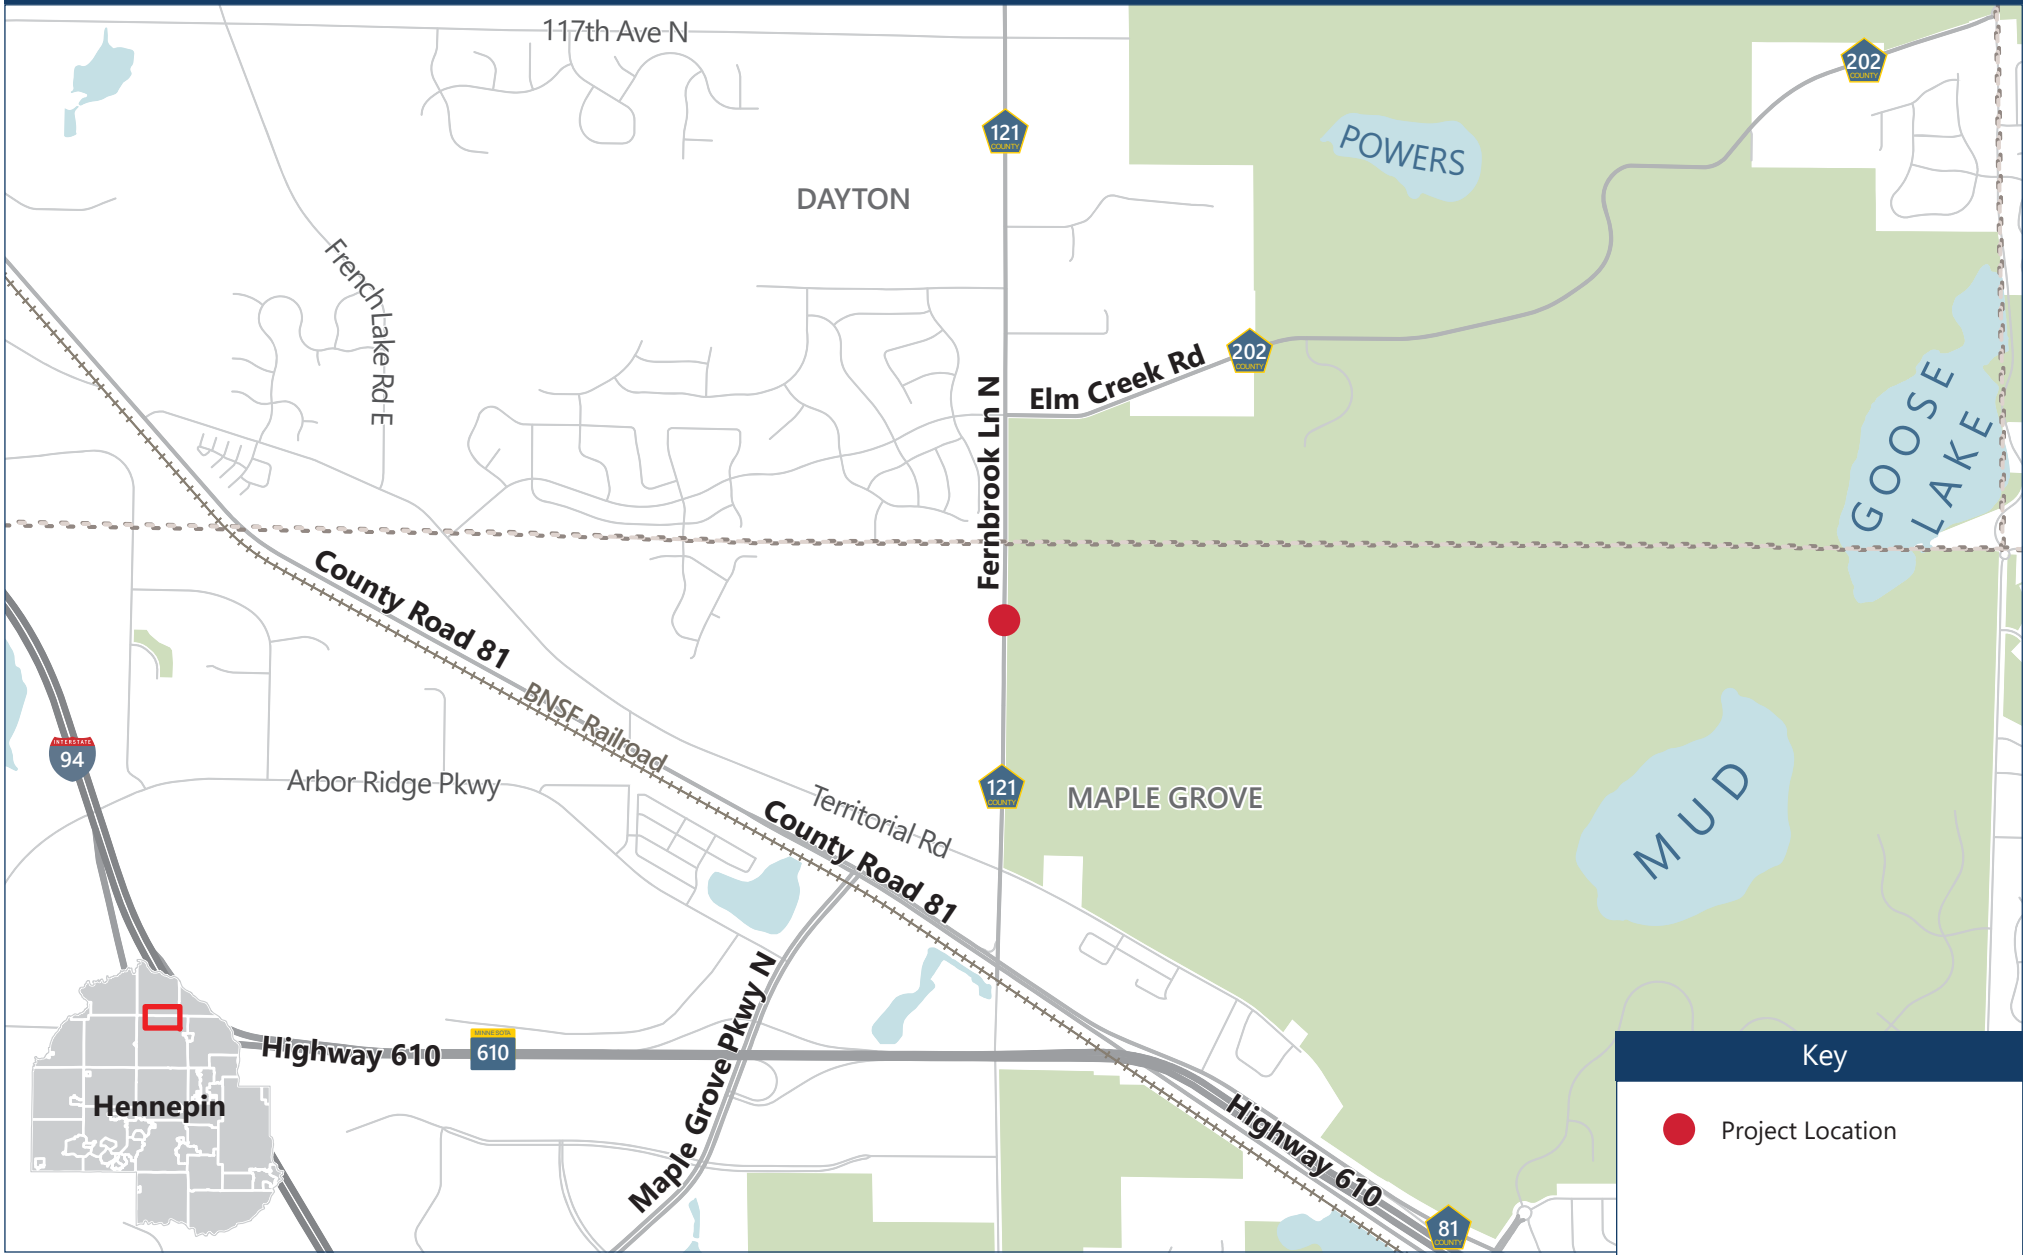 117th Ave N
202
COUNTY
121
COUNTY
POWERS
DAYTON
French Lake Rd E
202
COUNTY
Elm Creek Rd
Fernbrook Ln N
GOOSE
LAKE
County Road 81
BNSF Railroad
INTERSTATE
94
Arbor Ridge Pkwy
121
COUNTY
MAPLE GROVE
MUD
Territorial Rd
County Road 81
Maple Grove Pkwy N
Highway 610
MINNESOTA
610
Hennepin
Highway 610
81
COUNTY
Key
Project Location